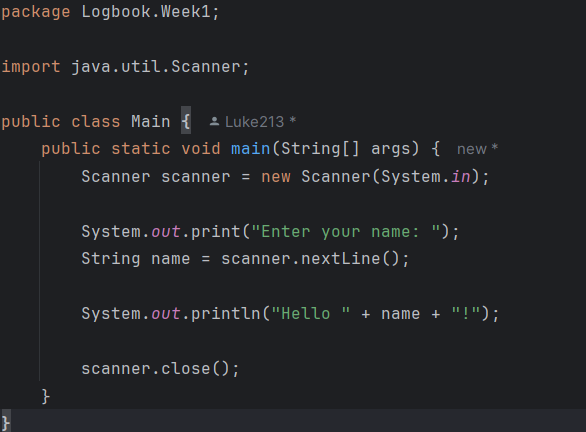 package Logbook.Week1;
import java.util.Scanner;
public class Main { Luke213 *
public static void main(String[] args) { new *
Scanner scanner = new Scanner(System.in);
System.out.print("Enter your name: ");
String name = scanner.nextLine();
System.out.println("Hello " + name + "!");
scanner.close();
}
}